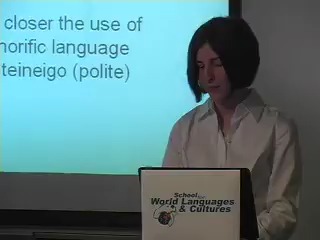 closer the use of
norific language
teineigo (polite)
School
World Languages
& Cultures